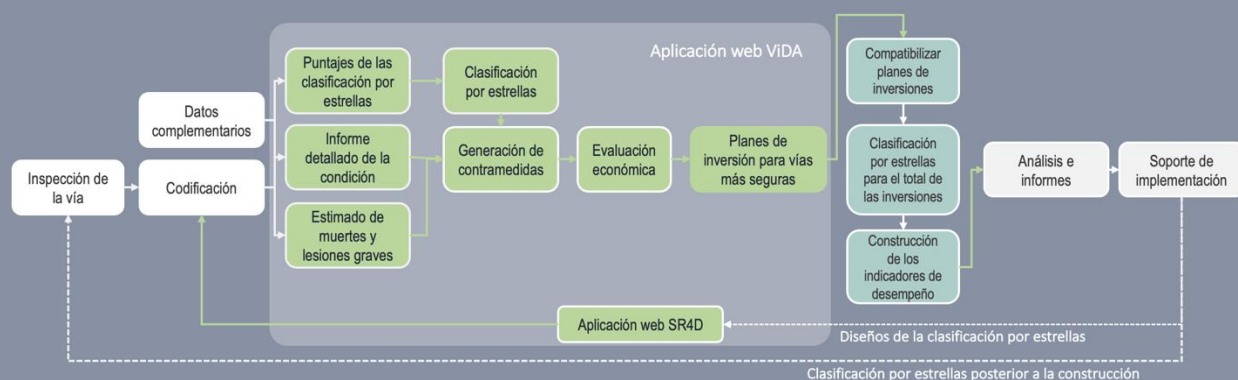 Aplicación web ViDA
Inspección de
la vía
Datos
complementarios
Codificación
Puntajes de las
clasificación por
estrellas
Informe
detallado de la
condición
Estimado de
muertes y
lesiones graves
Clasificación
por estrellas
Generación de
contramedidas
Evaluación
económica
Planes de
inversión para vías
más seguras
Compatibilizar
planes de
inversiones
Clasificación
por estrellas
para el total de
las inversiones
Construcción
de los
indicadores de
desempeño
Análisis e
informes
Soporte de
implementación
Aplicación web SR4D
Diseños de la clasificación por estrellas
Clasificación por estrellas posterior a la construcción